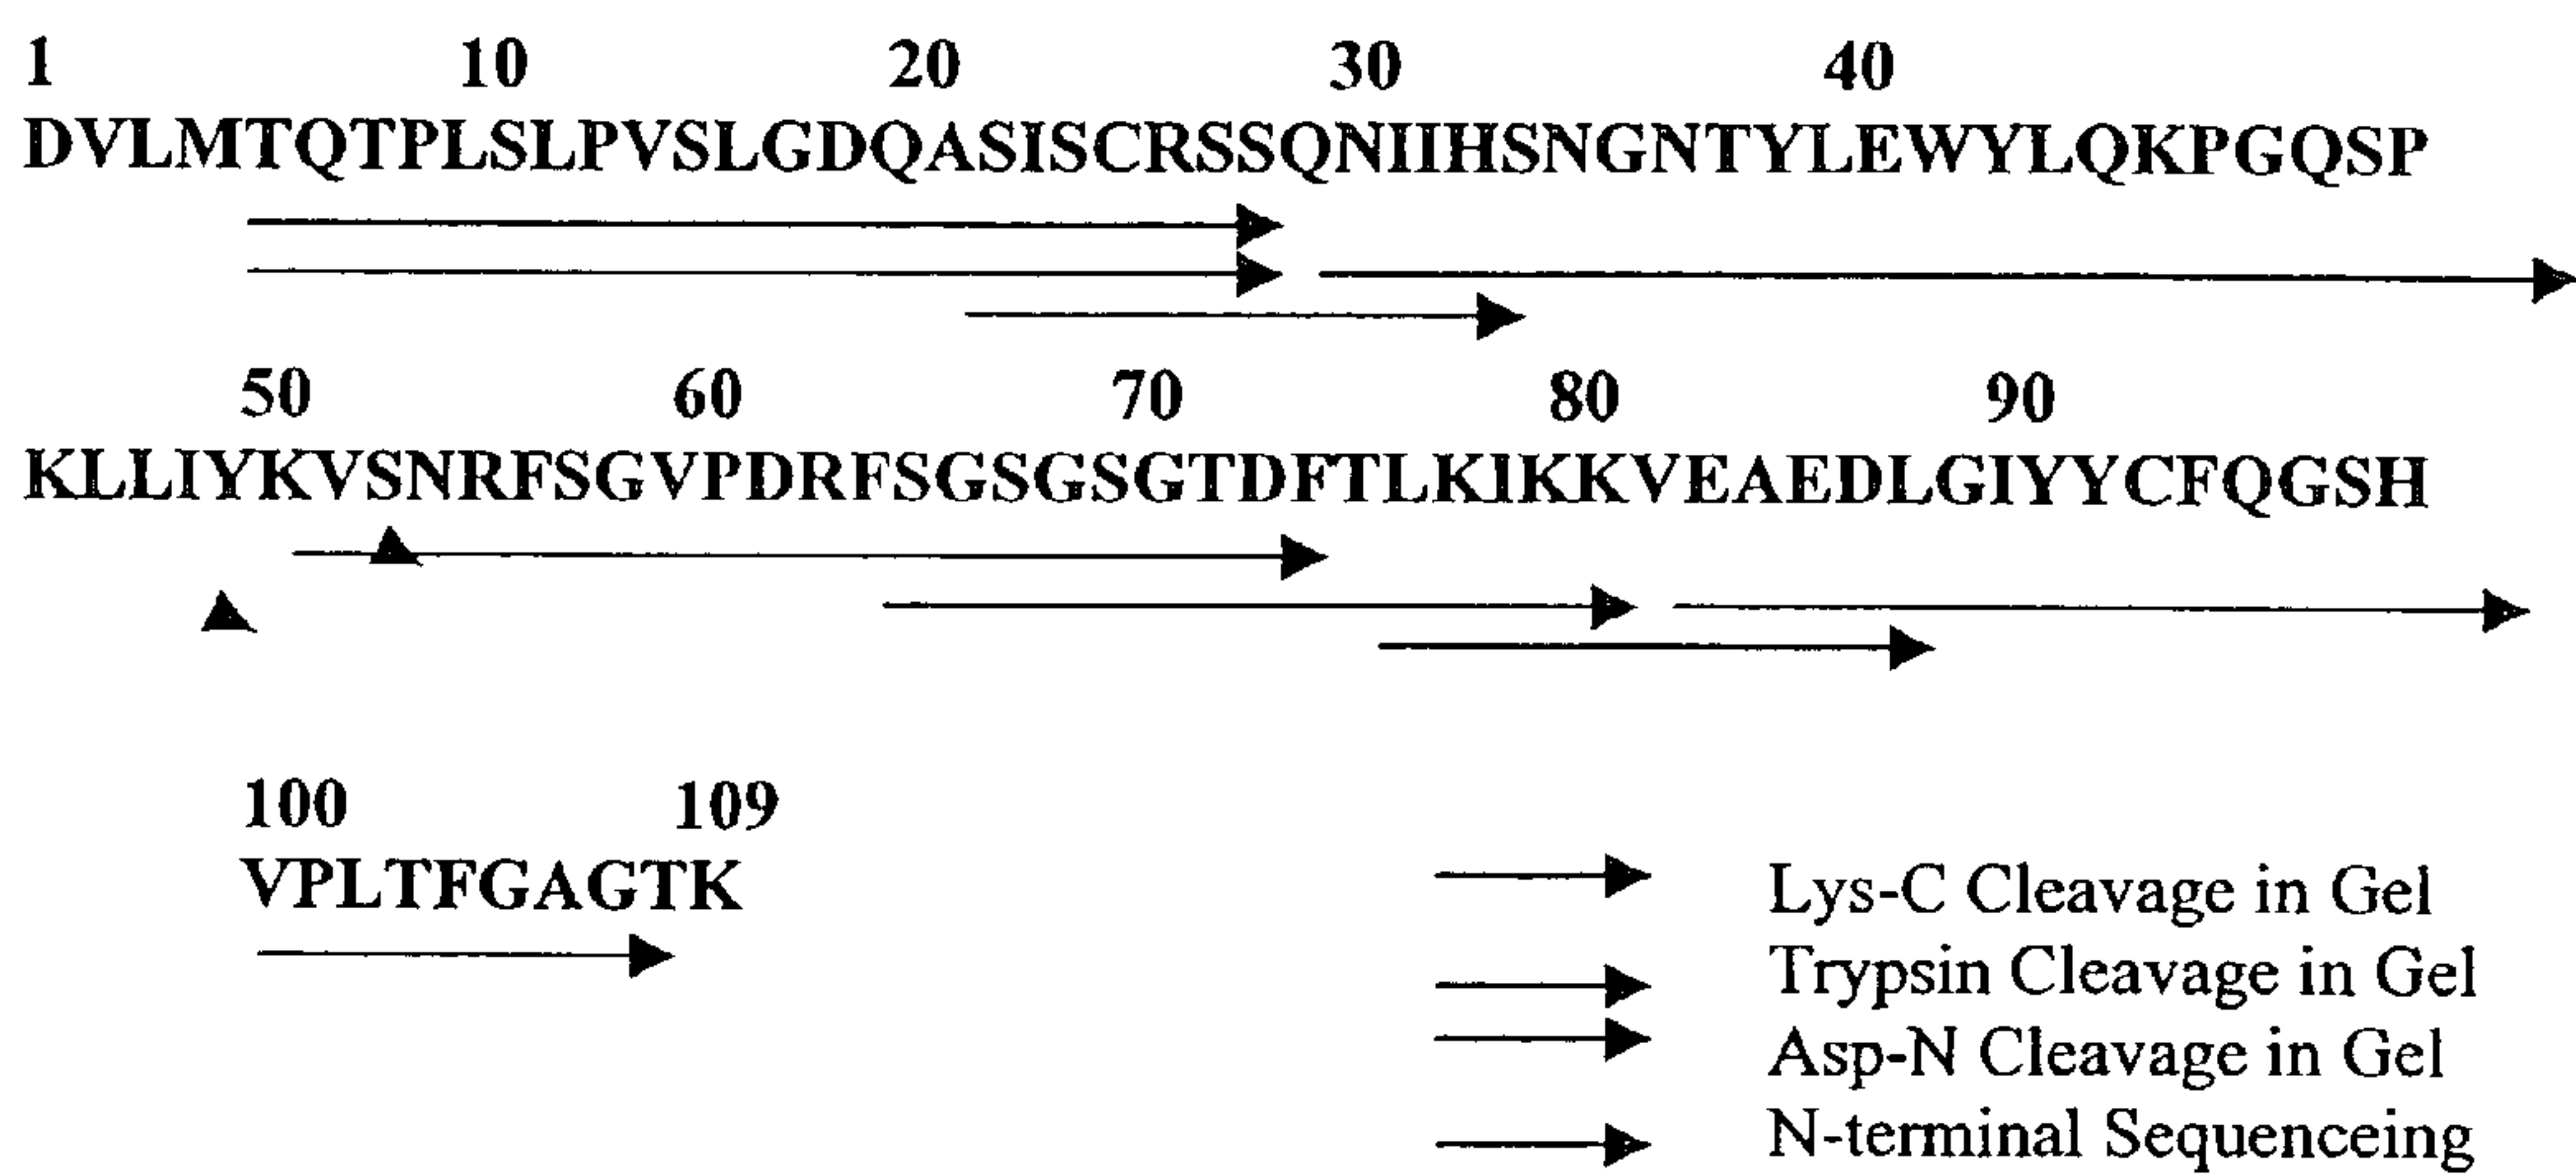 1 10 20 30 40
DVLMTQTPLSLPVSLGDQASISCRSSQNIIHSNGNTYLEWYLQKPGQSP
50 60 70 80 90
KLLIYKVSNRFSGVPDRFSGSGSGTDFTLKIKKVEAEDLGIYYCFQGSH
100 109
VPLTFGAGTK
Lys-C Cleavage in Gel
Trypsin Cleavage in Gel
Asp-N Cleavage in Gel
N-terminal Sequenceing